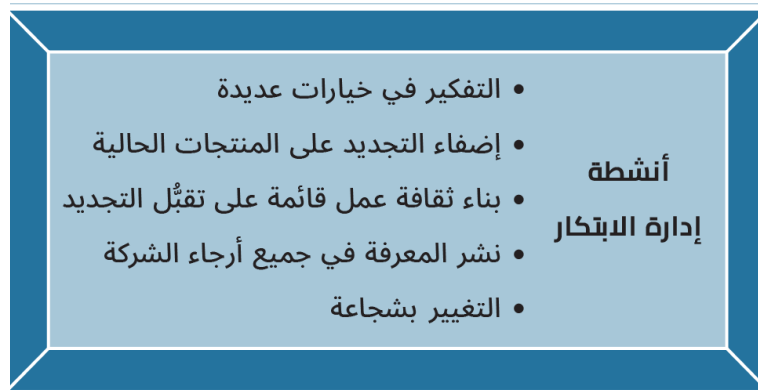 أنشطة
إدارة الابتكار
• التفكير في خيارات عديدة
• إضفاء التجديد على المنتجات الحالية
• بناء ثقافة عمل قائمة على تقبُّل التجديد
• نشر المعرفة في جميع أرجاء الشركة
• التغيير بشجاعة